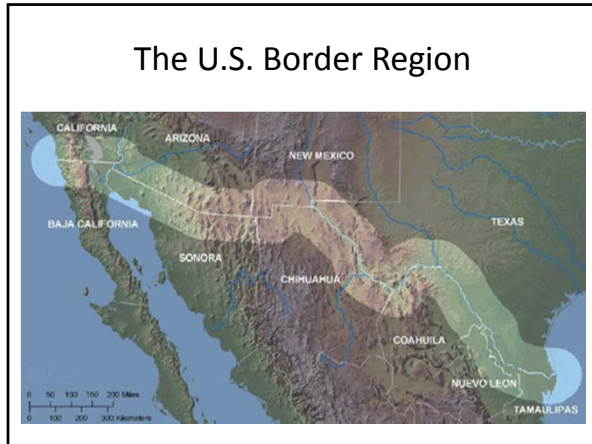 The U.S. Border Region
CALIFORNIA
ARIZONA
NEW MEXICO
TEXAS
BAJA CALIFORNIA
SONORA
CHIHUAHUA
COAHUILA
NUEVO LEON
TAMAULIPAS
0 50 100 150 200 Miles
0 100 200 300 Kilometers